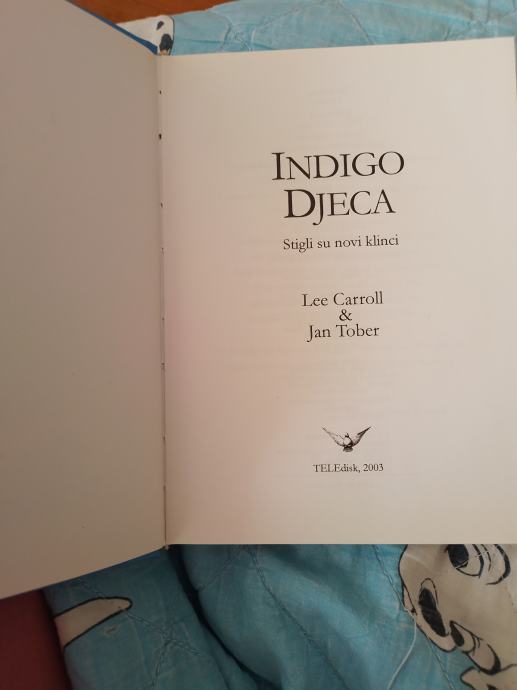 INDIGO
DJECA
Stigli su novi klinci
Lee Carroll
&
Jan Tober
TELEdisk, 2003